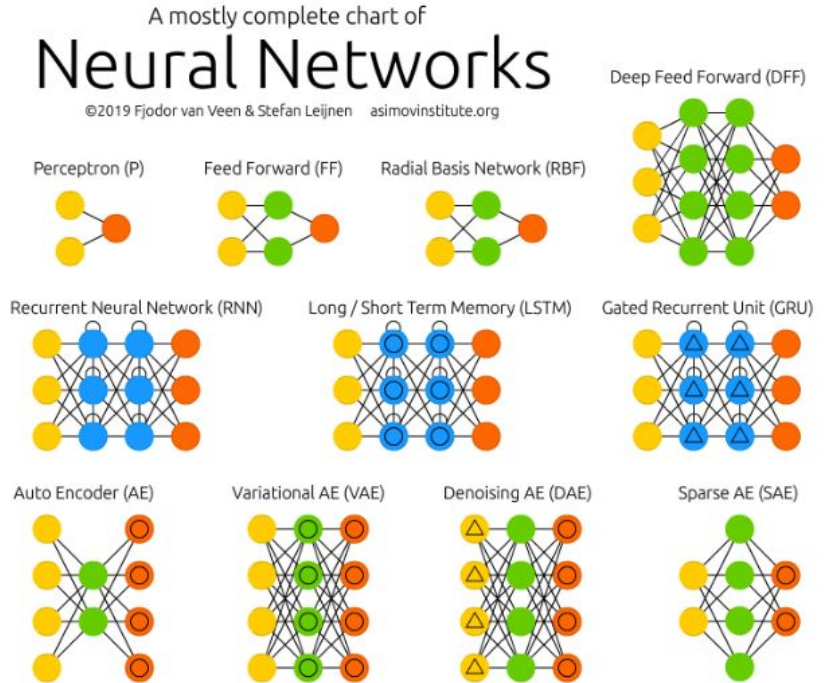 A mostly complete chart of
Neural Networks
©2019 Fjodor van Veen & Stefan Leijnen asimovinstitute.org
Deep Feed Forward (DFF)
Perceptron (P)
Feed Forward (FF)
Radial Basis Network (RBF)
Recurrent Neural Network (RNN)
Long / Short Term Memory (LSTM)
Gated Recurrent Unit (GRU)
Auto Encoder (AE)
Variational AE (VAE)
Denoising AE (DAE)
Sparse AE (SAE)